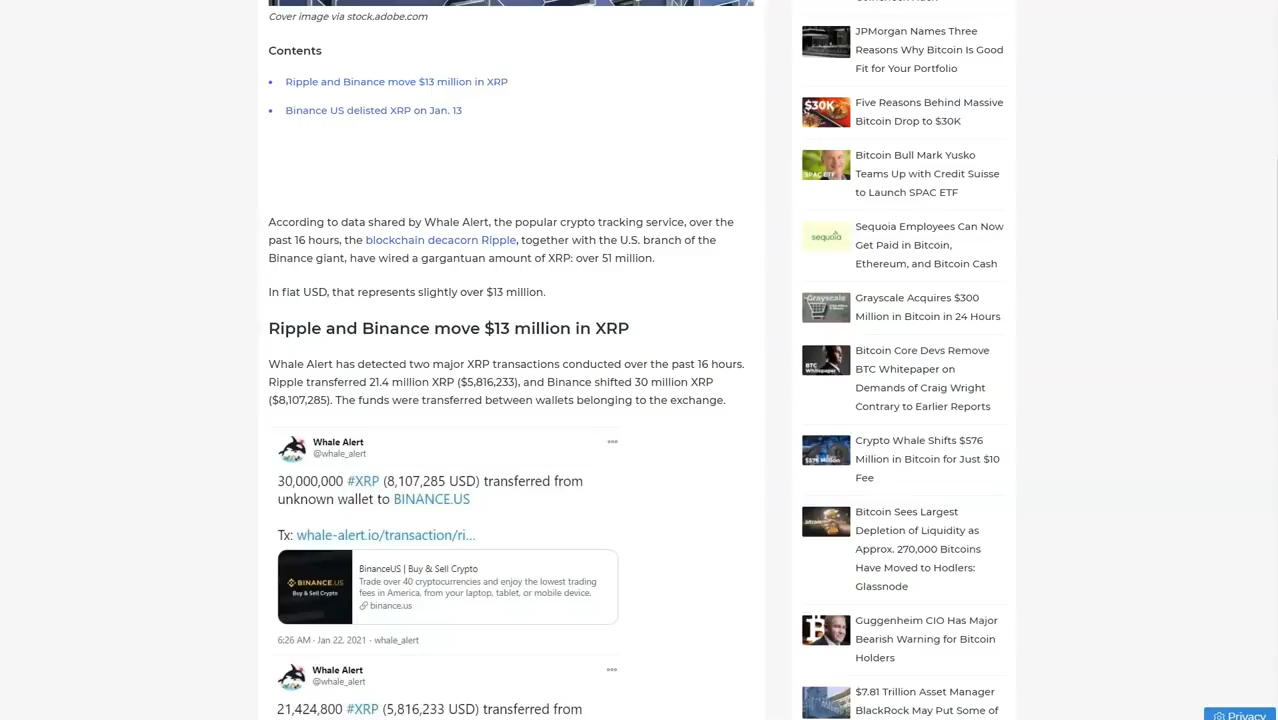 Cover image via stock.adobe.com
Contents
Ripple and Binance move $13 million in XRP
Binance US delisted XRP on Jan. 13
According to data shared by Whale Alert, the popular crypto tracking service, over the
past 16 hours, the blockchain decacorn Ripple, together with the U.S. branch of the
Binance giant, have wired a gargantuan amount of XRP: over 51 million.
In fiat USD, that represents slightly over $13 million.
Ripple and Binance move $13 million in XRP
Whale Alert has detected two major XRP transactions conducted over the past 16 hours.
Ripple transferred 21.4 million XRP ($5,816,233), and Binance shifted 30 million XRP
($8,107,285). The funds were transferred between wallets belonging to the exchange.
Whale Alert
@whale_alert
30,000,000 #XRP (8,107,285 USD) transferred from
unknown wallet to BINANCE.US
Tx: whale-alert.io/transaction/ri...
BINANCE.US
Buy & Sell Crypto
BinanceUS | Buy & Sell Crypto
Trade over 40 cryptocurrencies and enjoy the lowest trading
fees in America, from your laptop, tablet, or mobile device.
binance.us
6:26 AM · Jan 22, 2021 · whale_alert
Whale Alert
@whale_alert
21,424,800 #XRP (5,816,233 USD) transferred from
JPMorgan Names Three
Reasons Why Bitcoin Is Good
Fit for Your Portfolio
$30K
Five Reasons Behind Massive
Bitcoin Drop to $30K
SPAC ETF
Bitcoin Bull Mark Yusko
Teams Up with Credit Suisse
to Launch SPAC ETF
sequoia
Sequoia Employees Can Now
Get Paid in Bitcoin,
Ethereum, and Bitcoin Cash
Grayscale
Grayscale Acquires $300
Million in Bitcoin in 24 Hours
BTC
Whitepaper
Bitcoin Core Devs Remove
BTC Whitepaper on
Demands of Craig Wright
Contrary to Earlier Reports
$576 Million
Crypto Whale Shifts $576
Million in Bitcoin for Just $10
Fee
Bitcoin Sees Largest
Depletion of Liquidity as
Approx. 270,000 Bitcoins
Have Moved to Hodlers:
Glassnode
Guggenheim CIO Has Major
Bearish Warning for Bitcoin
Holders
$7.81 Trillion Asset Manager
BlackRock May Put Some of
Privacy